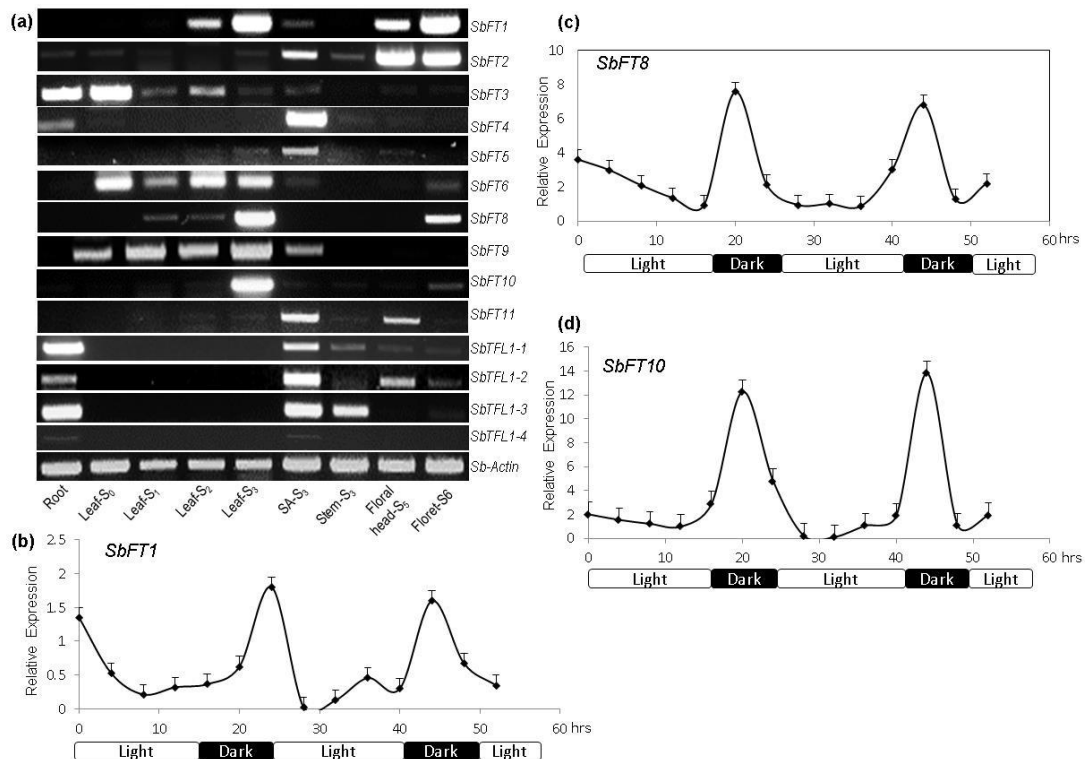 (a)
SbFT1
SbFT2
SbFT3
SbFT4
SbFT5
SbFT6
SbFT8
SbFT9
SbFT10
SbFT11
SbTFL1-1
SbTFL1-2
SbTFL1-3
SbTFL1-4
Sb-Actin
Root
Leaf-S0
Leaf-S1
Leaf-S2
Leaf-S3
SA-S3
Stem-S3
Floral
head-S5
Floret-S6
(b)
SbFT1
Relative Expression
2.5
2
1.5
1
0.5
0
0 10 20 30 40 50 60 hrs
Light Dark Light Dark Light
(c)
SbFT8
Relative Expression
10
8
6
4
2
0
0 10 20 30 40 50 60 hrs
Light Dark Light Dark Light
(d)
SbFT10
Relative Expression
16
14
12
10
8
6
4
2
0
0 10 20 30 40 50 60 hrs
Light Dark Light Dark Light